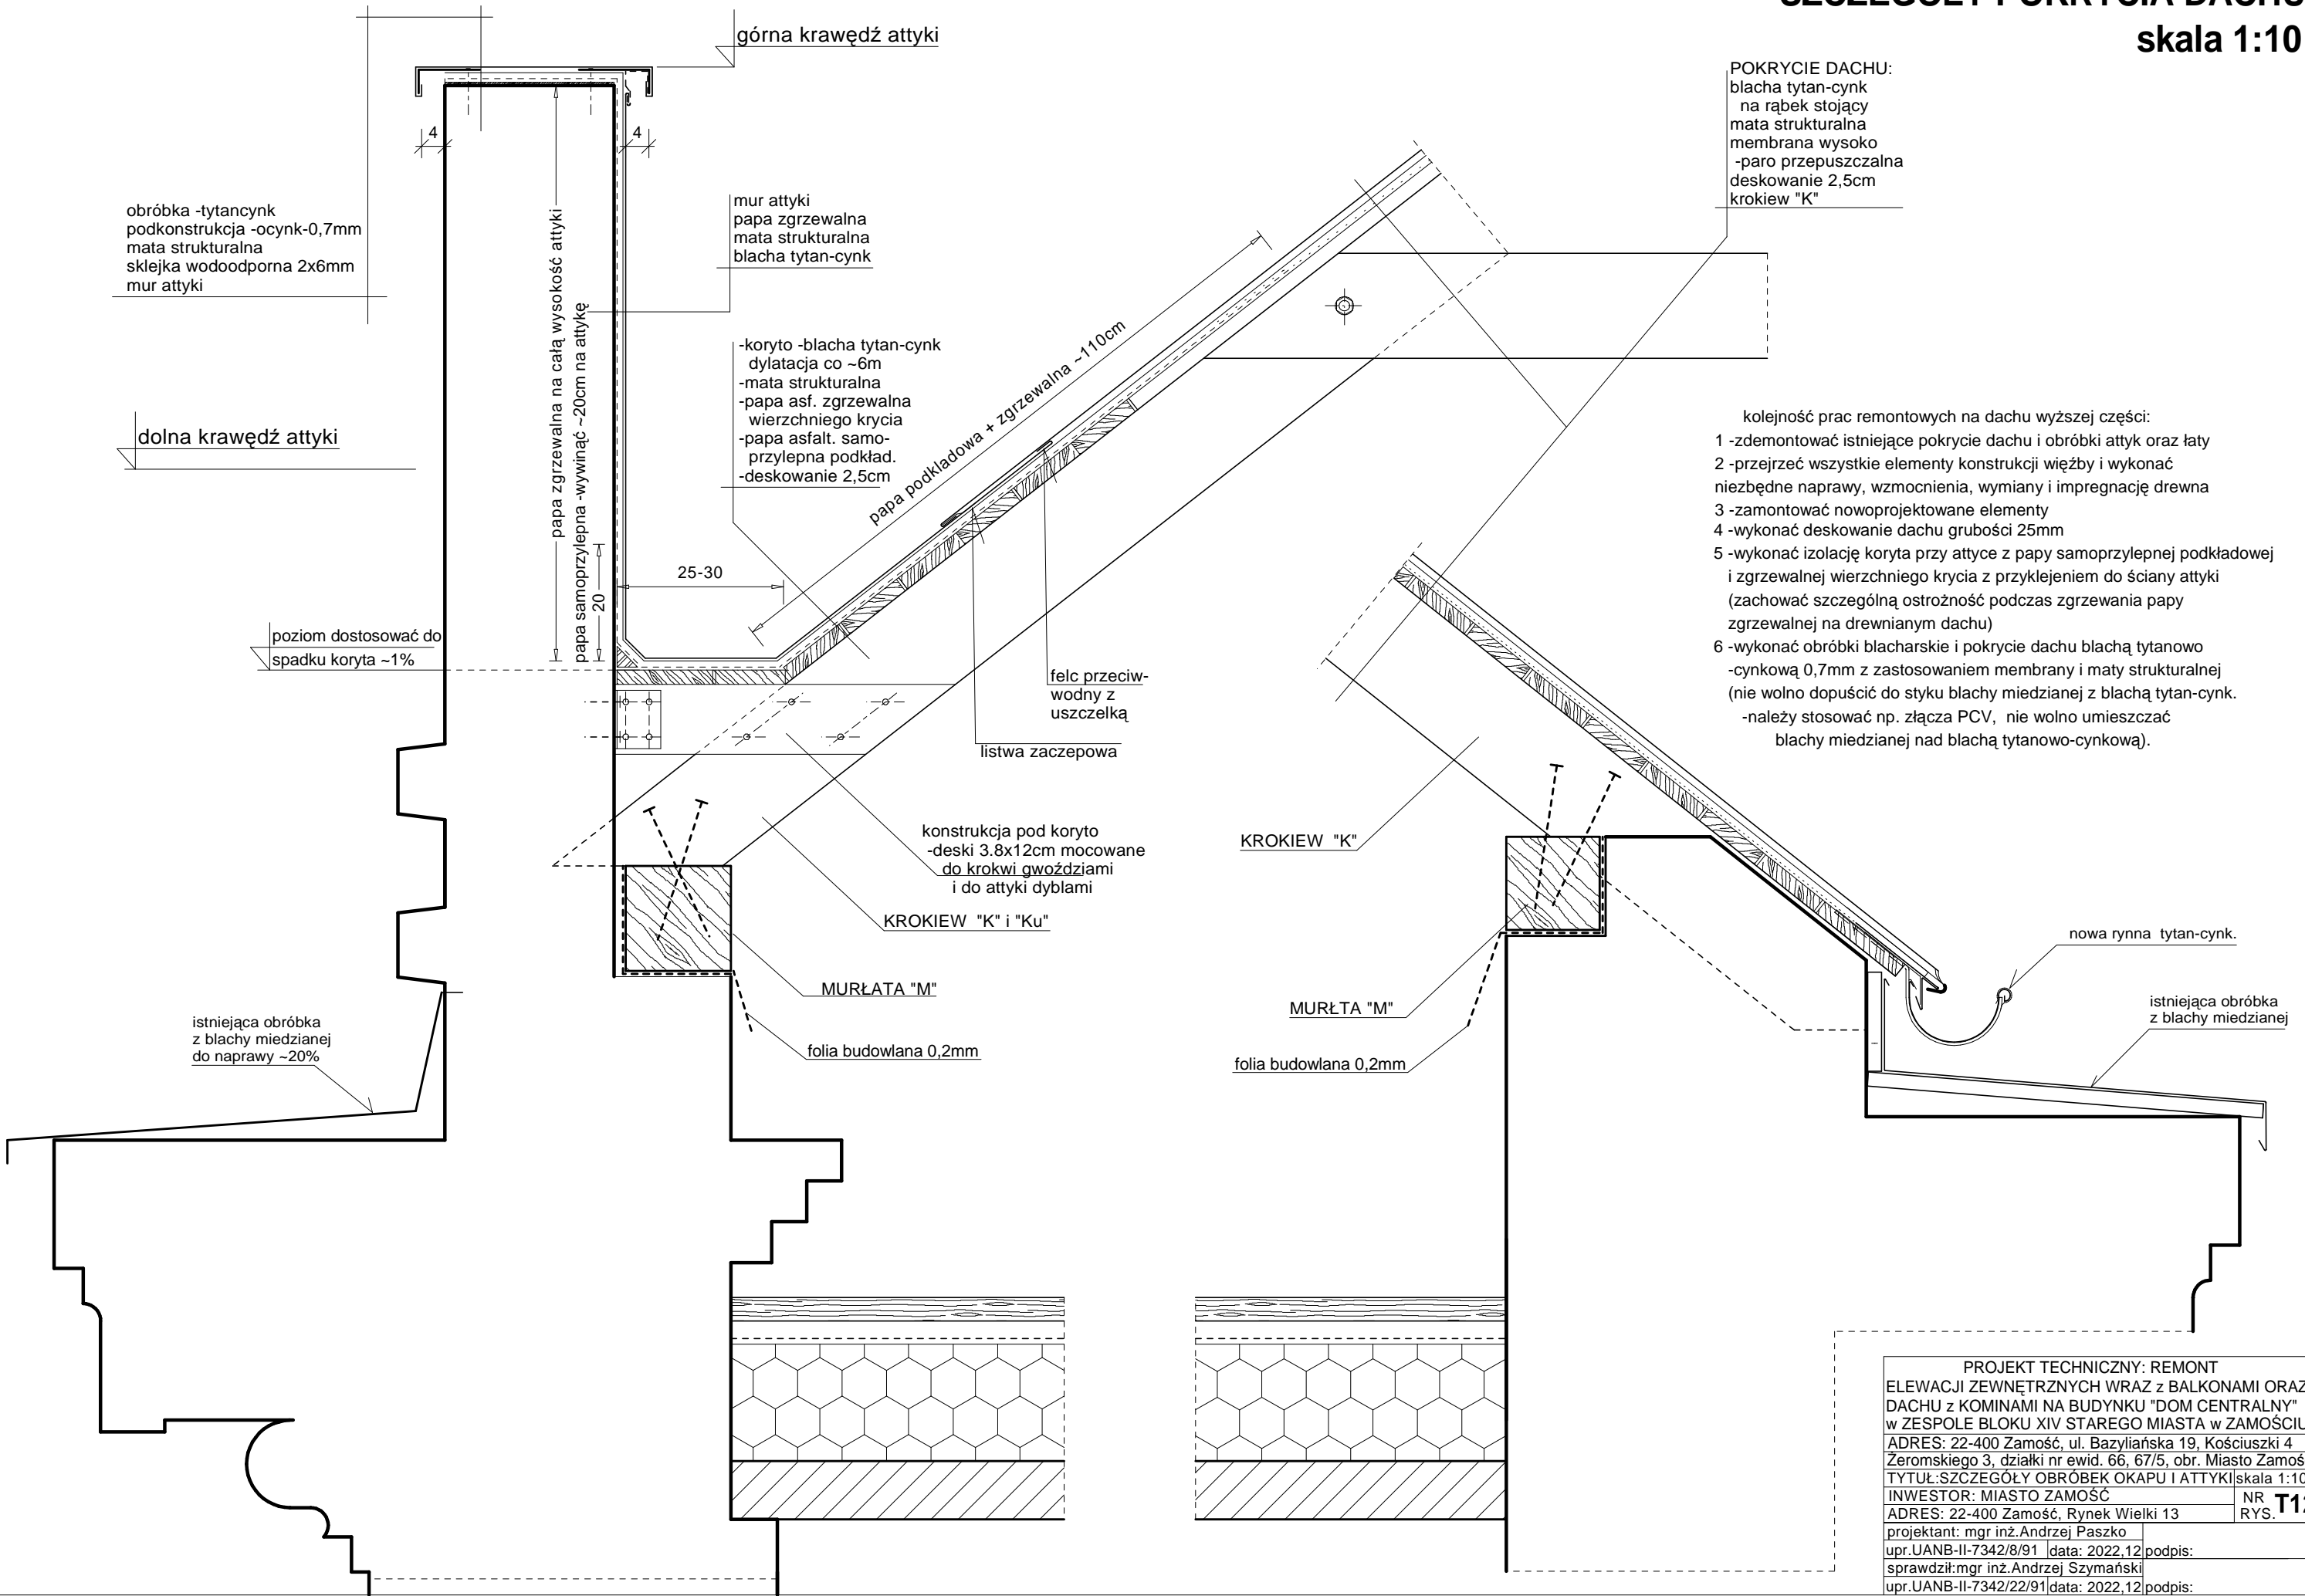 skala 1:10
górna krawędź attyki
POKRYCIE DACHU:
blacha tytan-cynk
na rąbek stojący
mata strukturalna
membrana wysoko
-paro przepuszczalna
deskowanie 2,5cm
krokiew "K"
4
4
obróbka -tytancynk
podkonstrukcja -ocynk-0,7mm
mata strukturalna
sklejka wodoodporna 2x6mm
mur attyki
mur attyki
papa zgrzewalna
mata strukturalna
blacha tytan-cynk
papa zgrzewalna na całą wysokość attyki
papa samoprzylepna -wywinąć ~20cm na attykę
20
-koryto -blacha tytan-cynk
dylatacja co ~6m
-mata strukturalna
-papa asf. zgrzewalna
wierzchniego krycia
-papa asfalt. samo-
przylepna podkład.
-deskowanie 2,5cm
papa podkladowa + zgrzewalna ~110cm
dolna krawędź attyki
25-30
poziom dostosować do
spadku koryta ~1%
felc przeciw-
wodny z
uszczelką
listwa zaczepowa
kolejność prac remontowych na dachu wyższej części:
1 -zdemontować istniejące pokrycie dachu i obróbki attyk oraz łaty
2 -przejrzeć wszystkie elementy konstrukcji więźby i wykonać
niezbędne naprawy, wzmocnienia, wymiany i impregnację drewna
3 -zamontować nowoprojektowane elementy
4 -wykonać deskowanie dachu grubości 25mm
5 -wykonać izolację koryta przy attyce z papy samoprzylepnej podkładowej
i zgrzewalnej wierzchniego krycia z przyklejeniem do ściany attyki
(zachować szczególną ostrożność podczas zgrzewania papy
zgrzewalnej na drewnianym dachu)
6 -wykonać obróbki blacharskie i pokrycie dachu blachą tytanowo
-cynkową 0,7mm z zastosowaniem membrany i maty strukturalnej
(nie wolno dopuścić do styku blachy miedzianej z blachą tytan-cynk.
-należy stosować np. złącza PCV, nie wolno umieszczać
blachy miedzianej nad blachą tytanowo-cynkową).
konstrukcja pod koryto
-deski 3.8x12cm mocowane
do krokwi gwoździami
i do attyki dyblami
KROKIEW "K" i "Ku"
KROKIEW "K"
MURŁATA "M"
MURŁTA "M"
folia budowlana 0,2mm
folia budowlana 0,2mm
nowa rynna tytan-cynk.
istniejąca obróbka
z blachy miedzianej
istniejąca obróbka
z blachy miedzianej
do naprawy ~20%
PROJEKT TECHNICZNY: REMONT
ELEWACJI ZEWNĘTRZNYCH WRAZ z BALKONAMI ORAZ
DACHU z KOMINAMI NA BUDYNKU "DOM CENTRALNY"
w ZESPOLE BLOKU XIV STAREGO MIASTA w ZAMOŚCIU
ADRES: 22-400 Zamość, ul. Bazyliańska 19, Kościuszki 4
Żeromskiego 3, działki nr ewid. 66, 67/5, obr. Miasto
TYTUŁ:SZCZEGÓŁY OBRÓBEK OKAPU I ATTYKI skala 1:10
INWESTOR: MIASTO ZAMOŚĆ
ADRES: 22-400 Zamość, Rynek Wielki 13
NR
RYS.
projektant: mgr inż.Andrzej Paszko
upr.UANB-II-7342/8/91 data: 2022,12 podpis:
sprawdził:mgr inż.Andrzej Szymański
upr.UANB-II-7342/22/91 data: 2022,12 podpis: